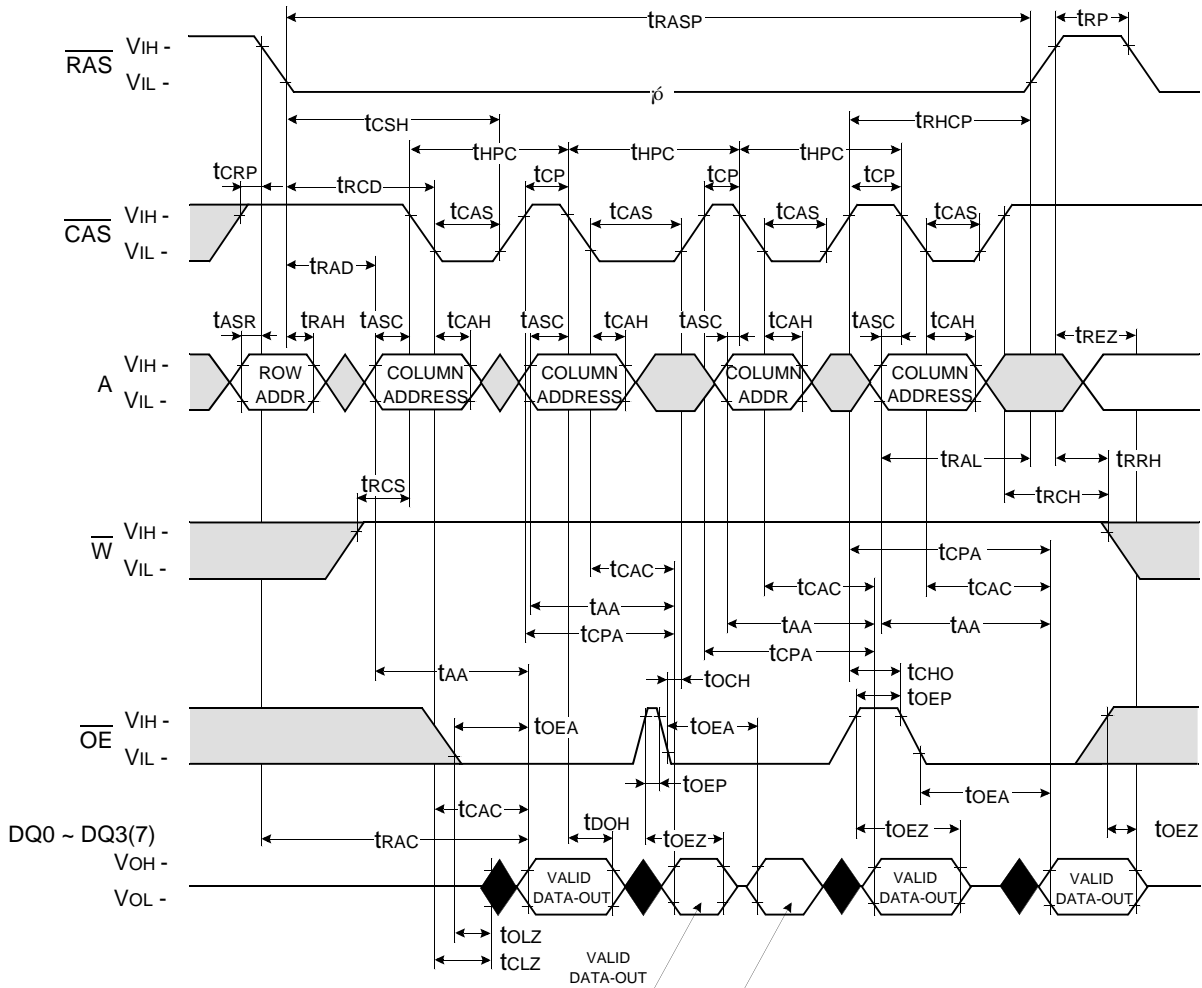 tRASP
tRP
RAS
VIH -
VIL -
tCSH
tRHCP
tHPC
tHPC
tHPC
tCRP
tRCD
tCP
tCP
tCP
CAS
VIH -
VIL -
tCAS
tCAS
tCAS
tCAS
tRAD
tASR
tRAH
tASC
tCAH
tASC
tCAH
tASC
tCAH
tASC
tCAH
tREZ
A
VIH -
VIL -
ROW
ADDR
COLUMN
ADDRESS
COLUMN
ADDRESS
COLUMN
ADDR
COLUMN
ADDRESS
tRAL
tRRH
tRCS
tRCH
W
VIH -
VIL -
tCPA
tCAC
tCAC
tCAC
tAA
tAA
tAA
tCPA
tCPA
tAA
tOCH
tCHO
tOEP
OE
VIH -
VIL -
tOEA
tOEA
tOEP
tOEA
tCAC
tRAC
tDOH
tOEZ
tOEZ
tOEZ
DQ0 ~ DQ3(7)
VOH -
VOL -
VALID
DATA-OUT
VALID
DATA-OUT
VALID
DATA-OUT
tOLZ
tCLZ
VALID
DATA-OUT